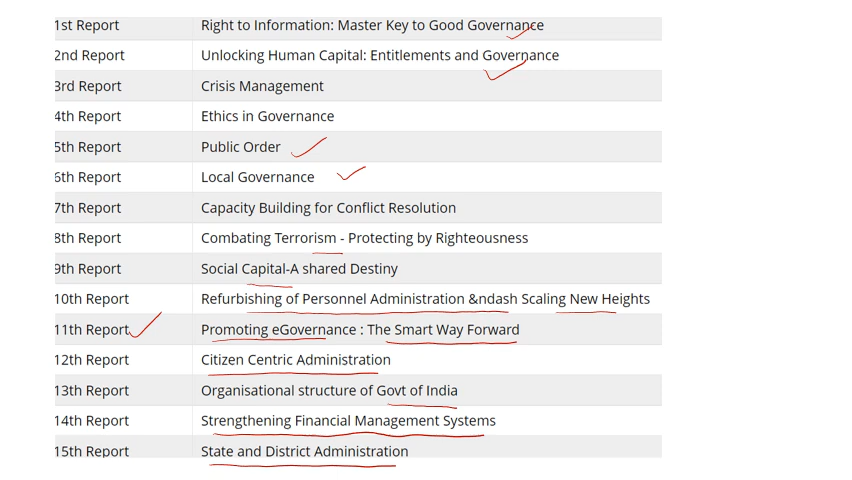 1st Report Right to Information: Master Key to Good Governance
2nd Report Unlocking Human Capital: Entitlements and Governance
3rd Report Crisis Management
4th Report Ethics in Governance
5th Report Public Order
6th Report Local Governance
7th Report Capacity Building for Conflict Resolution
8th Report Combating Terrorism - Protecting by Righteousness
9th Report Social Capital-A shared Destiny
10th Report Refurbishing of Personnel Administration &ndash Scaling New Heights
11th Report Promoting eGovernance : The Smart Way Forward
12th Report Citizen Centric Administration
13th Report Organisational structure of Govt of India
14th Report Strengthening Financial Management Systems
15th Report State and District Administration